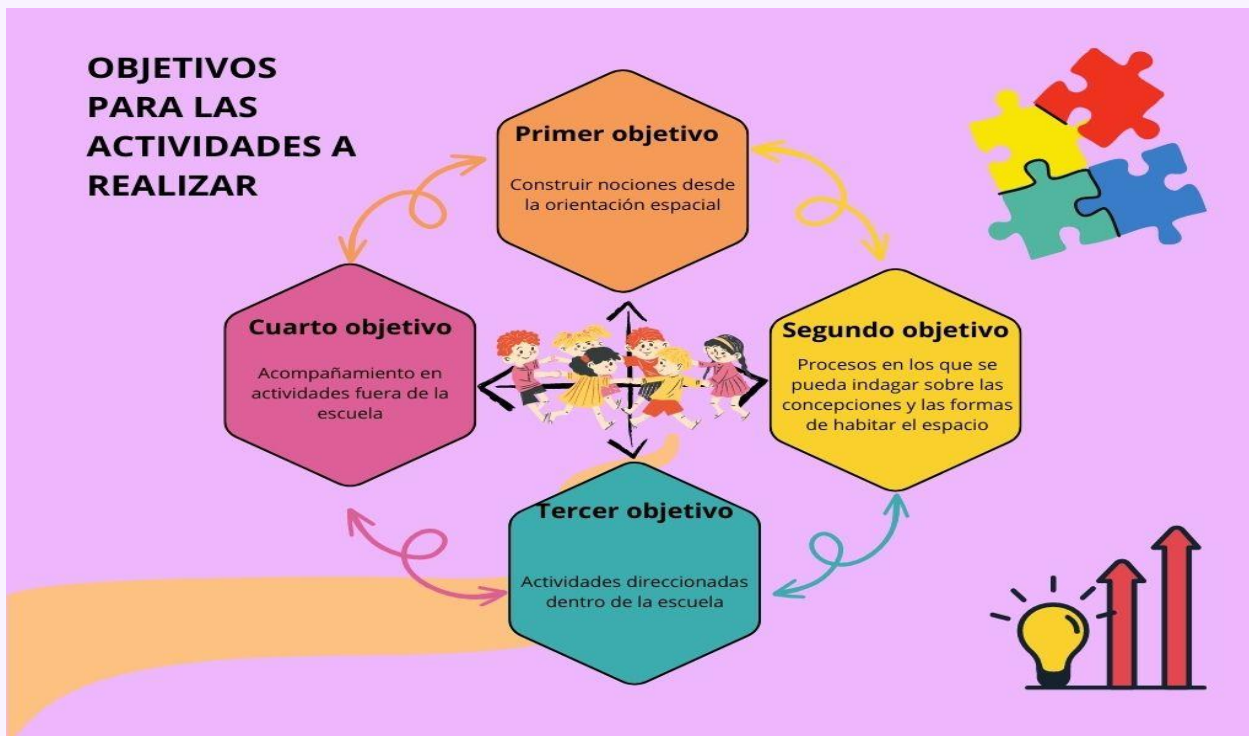 OBJETIVOS
PARA LAS
ACTIVIDADES A
REALIZAR
Primer objetivo
Construir nociones desde
la orientación espacial
Segundo objetivo
Procesos en los que se
pueda indagar sobre las
concepciones y las formas
de habitar el espacio
Tercer objetivo
Actividades direccionadas
dentro de la escuela
Cuarto objetivo
Acompañamiento en
actividades fuera de la
escuela